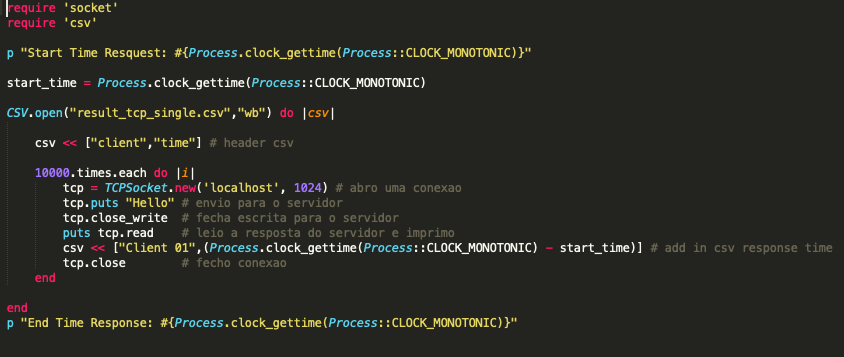 require 'socket'
require 'csv'
p "Start Time Resquest: #{Process.clock_gettime(Process::CLOCK_MONOTONIC)}"
start_time = Process.clock_gettime(Process::CLOCK_MONOTONIC)
CSV.open("result_tcp_single.csv","wb") do |csv|
csv << ["client","time"] # header csv
10000.times.each do |i|
tcp = TCPSocket.new('localhost', 1024) # abro uma conexao
tcp.puts "Hello" # envio para o servidor
tcp.close_write # fecha escrita para o servidor
puts tcp.read # leio a resposta do servidor e imprimo
csv << ["Client 01",(Process.clock_gettime(Process::CLOCK_MONOTONIC) - start_time)] # add in csv response time
tcp.close # fecho conexao
end
end
p "End Time Response: #{Process.clock_gettime(Process::CLOCK_MONOTONIC)}"